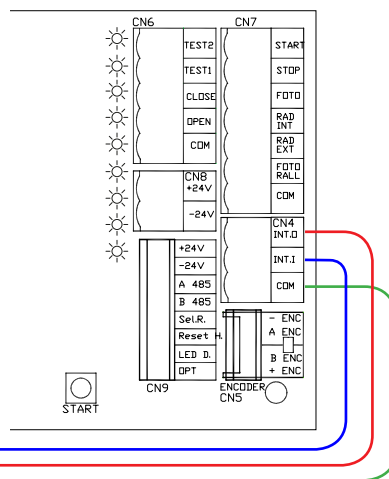 CN6
TEST2
TEST1
CLOSE
OPEN
COM
CN7
START
STOP
FOTO
RAD
INT
RAD
EXT
FOTO
RALL
COM
CN8
+24V
-24V
CN4
INT.O
INT.I
COM
+24V
-24V
A 485
B 485
Sel.R.
Reset H.
LED D.
OPT
CN9
- ENC
A ENC
B ENC
+ ENC
ENCODER
CN5
START